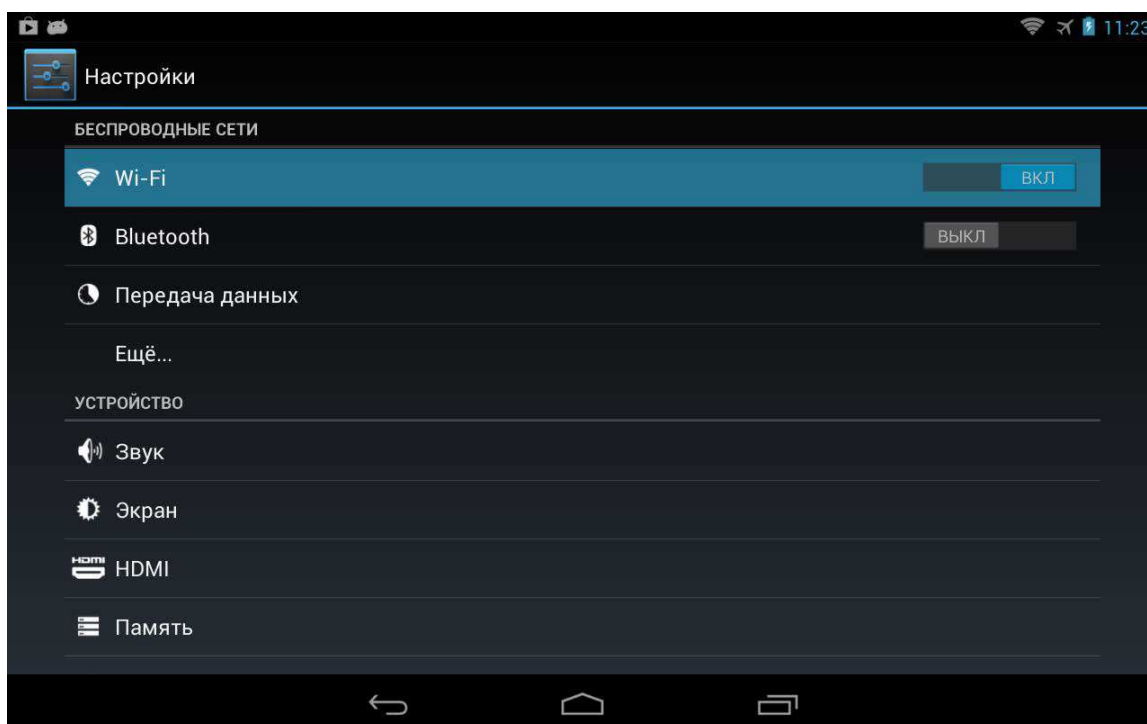 11:23
Настройки
БЕСПРОВОДНЫЕ СЕТИ
Wi-Fi ВКЛ
Bluetooth ВЫКЛ
Передача данных
Ещё...
УСТРОЙСТВО
Звук
Экран
HDMI HDMI
Память